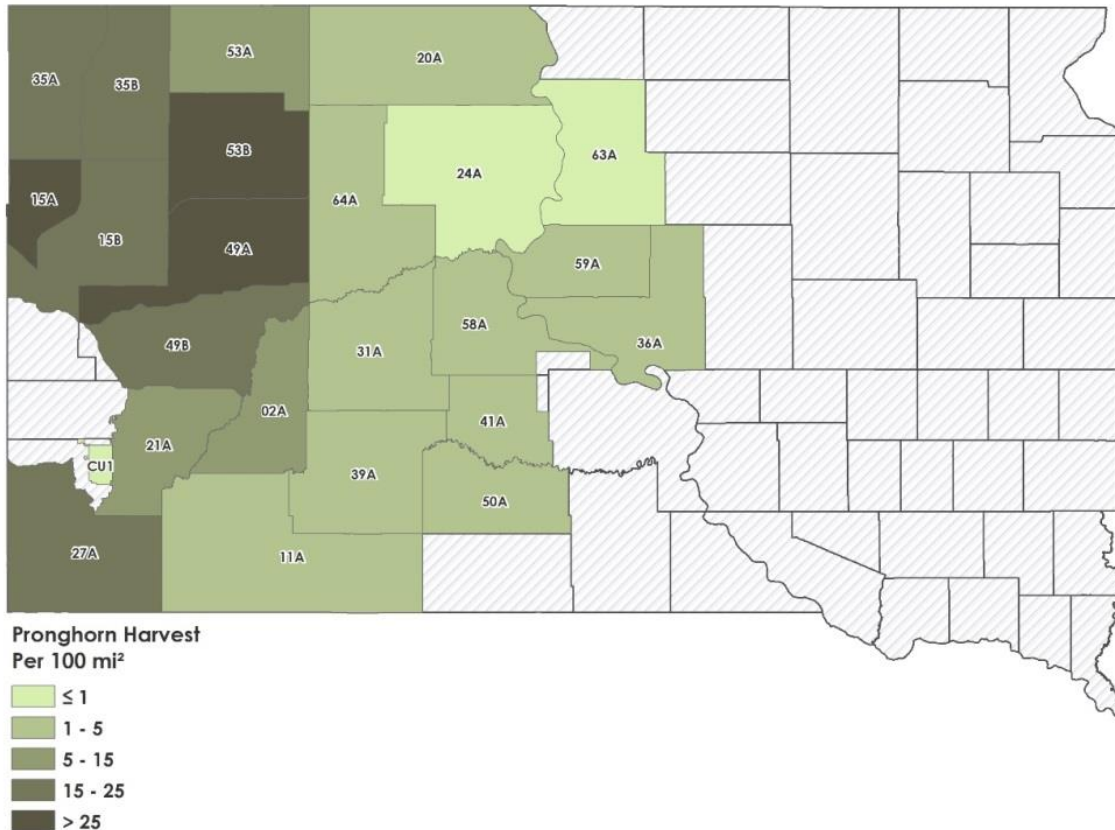 53A
20A
35A
35B
53B
63A
24A
15A
64A
15B
49A
59A
58A
36A
49B
31A
02A
41A
21A
CU1
39A
50A
27A
11A
Pronghorn Harvest
Per 100 mi²
≤ 1
1 - 5
5 - 15
15 - 25
> 25